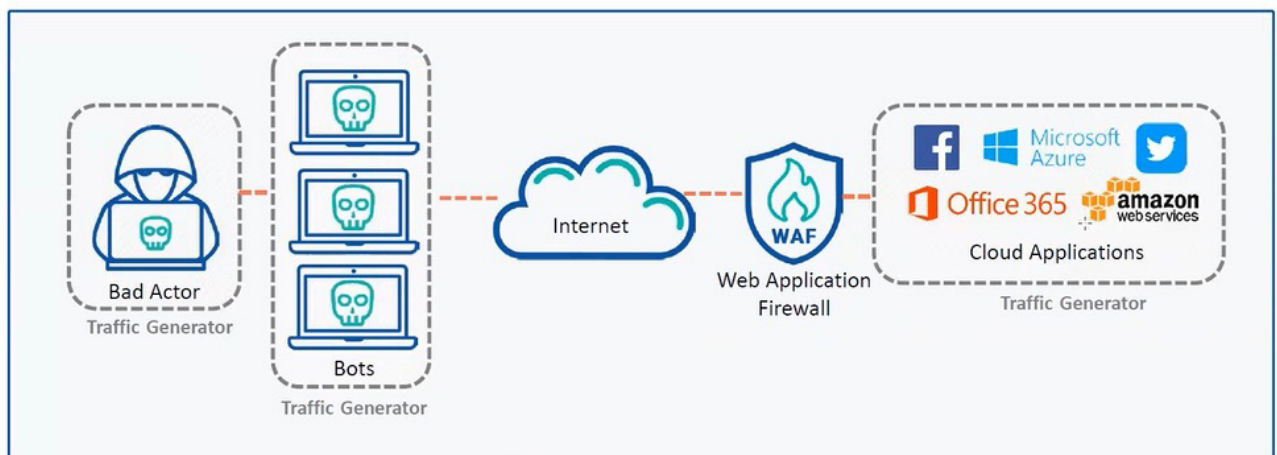 Bad Actor
Traffic Generator
Bots
Traffic Generator
Internet
WAF
Web Application
Firewall
Microsoft
Azure
Office 365
amazon
web services
Cloud Applications
Traffic Generator